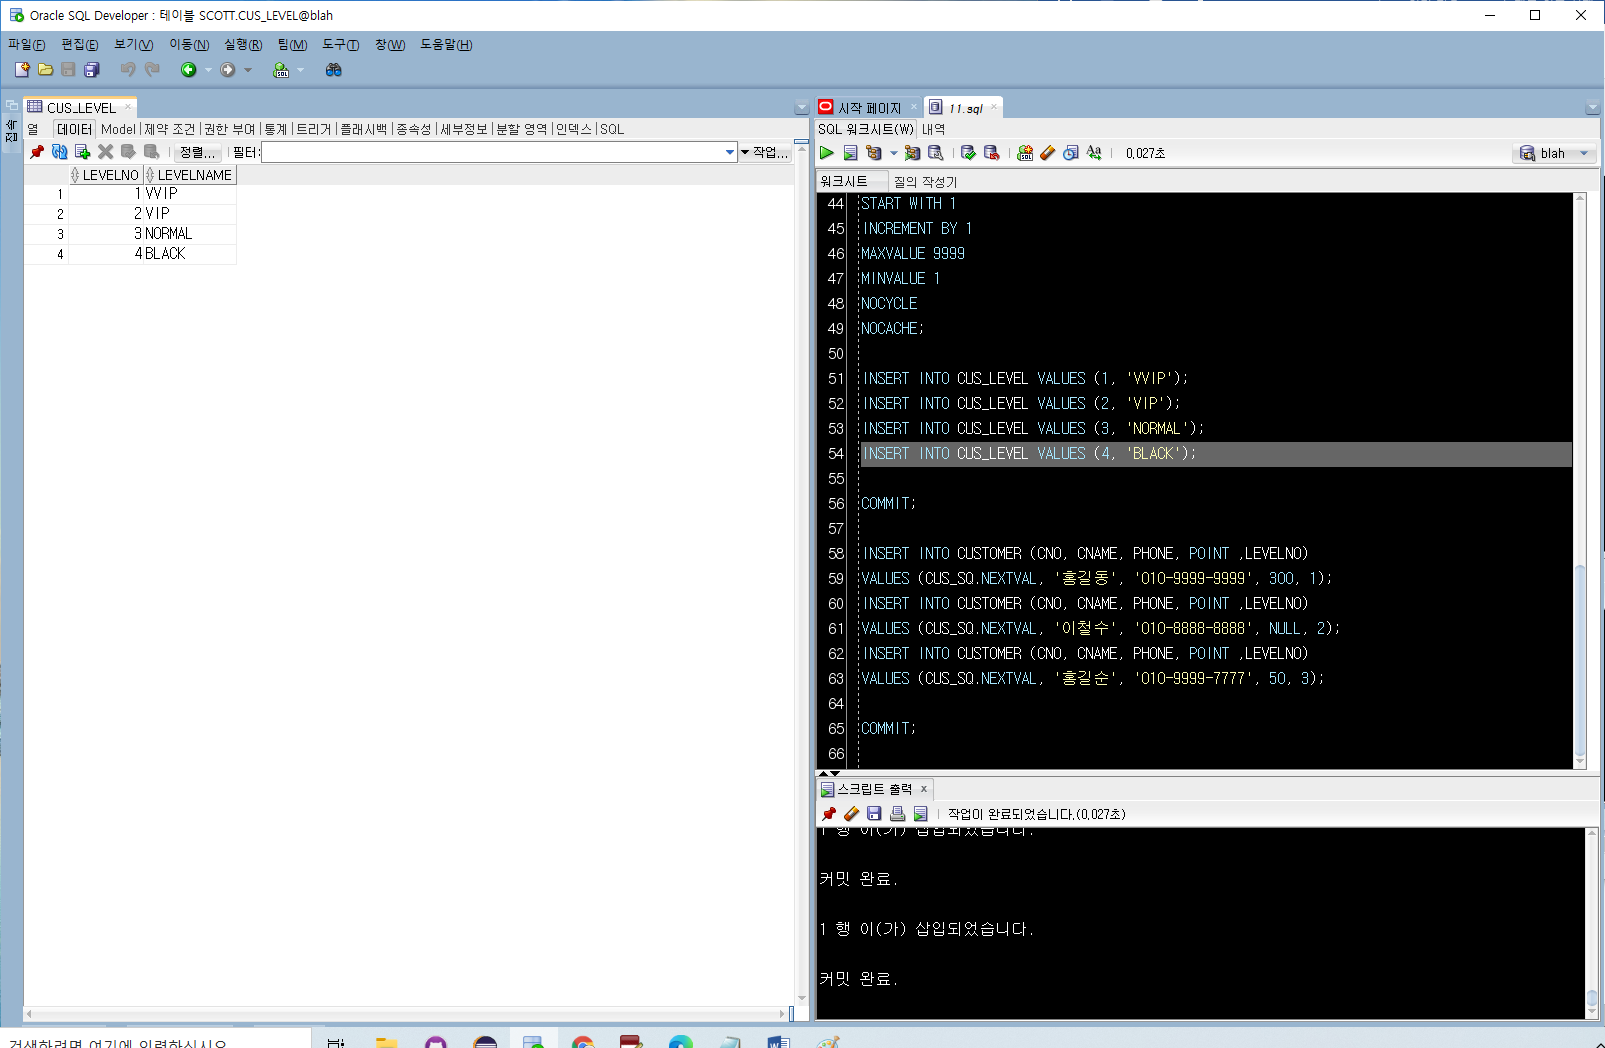 Oracle SQL Developer : 테이블 SCOTT.CUS_LEVEL@blah
파일(F) 편집(E) 보기(V) 이동(N) 실행(R) 팀(M) 도구(T) 창(W) 도움말(H)
접속
CUS_LEVEL
열 데이터 Model 제약 조건 권한 부여 통계 트리거 플래시백 종속성 세부정보 분할 영역 인덱스 SQL
정렬... 필터: 작업...
LEVELNO LEVELNAME
1 1 VVIP
2 2 VIP
3 3 NORMAL
4 4 BLACK
시작 페이지 11.sql
SQL 워크시트(W) 내역
0,027초 blah
워크시트 질의 작성기
44 START WITH 1
45 INCREMENT BY 1
46 MAXVALUE 9999
47 MINVALUE 1
48 NOCYCLE
49 NOCACHE;
50
51 INSERT INTO CUS_LEVEL VALUES (1, 'VVIP');
52 INSERT INTO CUS_LEVEL VALUES (2, 'VIP');
53 INSERT INTO CUS_LEVEL VALUES (3, 'NORMAL');
54 INSERT INTO CUS_LEVEL VALUES (4, 'BLACK');
55
56 COMMIT;
57
58 INSERT INTO CUSTOMER (CNO, CNAME, PHONE, POINT ,LEVELNO)
59 VALUES (CUS_SQ.NEXTVAL, '홍길동', '010-9999-9999', 300, 1);
60 INSERT INTO CUSTOMER (CNO, CNAME, PHONE, POINT ,LEVELNO)
61 VALUES (CUS_SQ.NEXTVAL, '이철수', '010-8888-8888', NULL, 2);
62 INSERT INTO CUSTOMER (CNO, CNAME, PHONE, POINT ,LEVELNO)
63 VALUES (CUS_SQ.NEXTVAL, '홍길순', '010-9999-7777', 50, 3);
64
65 COMMIT;
66
스크립트 출력
작업이 완료되었습니다.(0,027초)
1 행 이(가) 삽입되었습니다.
커밋 완료.
1 행 이(가) 삽입되었습니다.
커밋 완료.
검색하려면 여기에 입력하십시오